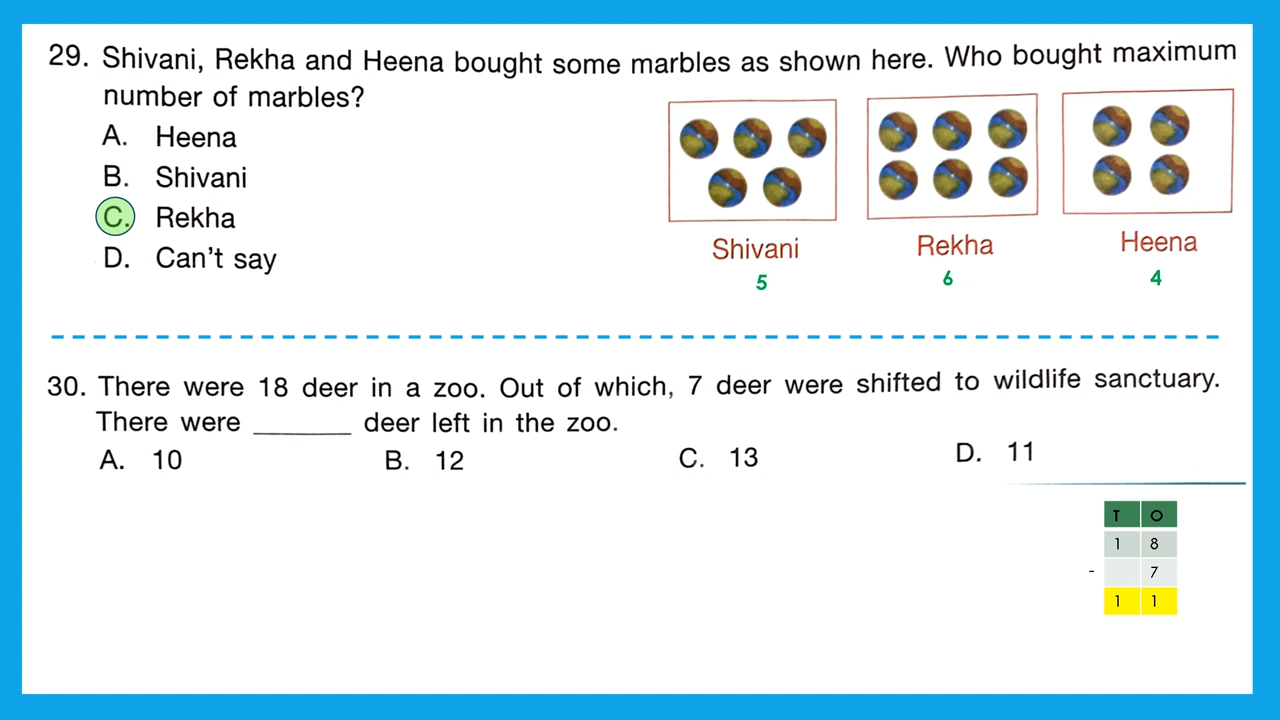 29. Shivani, Rekha and Heena bought some marbles as shown here. Who bought maximum
number of marbles?
A. Heena
B. Shivani
C. Rekha
D. Can't say
Shivani Rekha Heena
5 6 4
30. There were 18 deer in a zoo. Out of which, 7 deer were shifted to wildlife sanctuary.
There were _______ deer left in the zoo.
A. 10 B. 12 C. 13 D. 11
T O
1 8
- 7
1 1